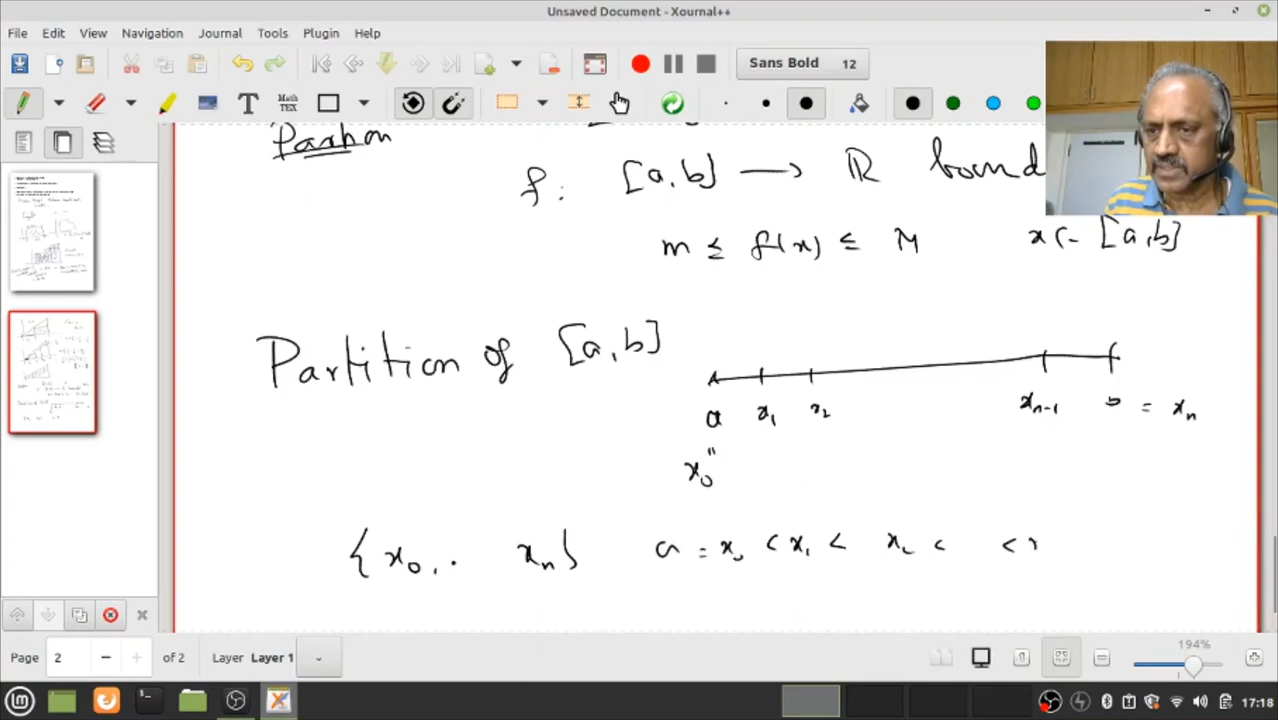 Unsaved Document - Xournal++
File Edit View Navigation Journal Tools Plugin Help
Sans Bold 12
T Math TEX
f : [a,b] → ℝ bound
m ≤ f(x) ≤ M x ∈ [a,b]
Partition of [a,b]
a x₁ x₂ xₙ₋₁ b = xₙ
"
x₀
{ x₀, . xₙ} a = x₀ < x₁ < x₂ < <
Page 2 of 2 Layer Layer 1 194%
17:18